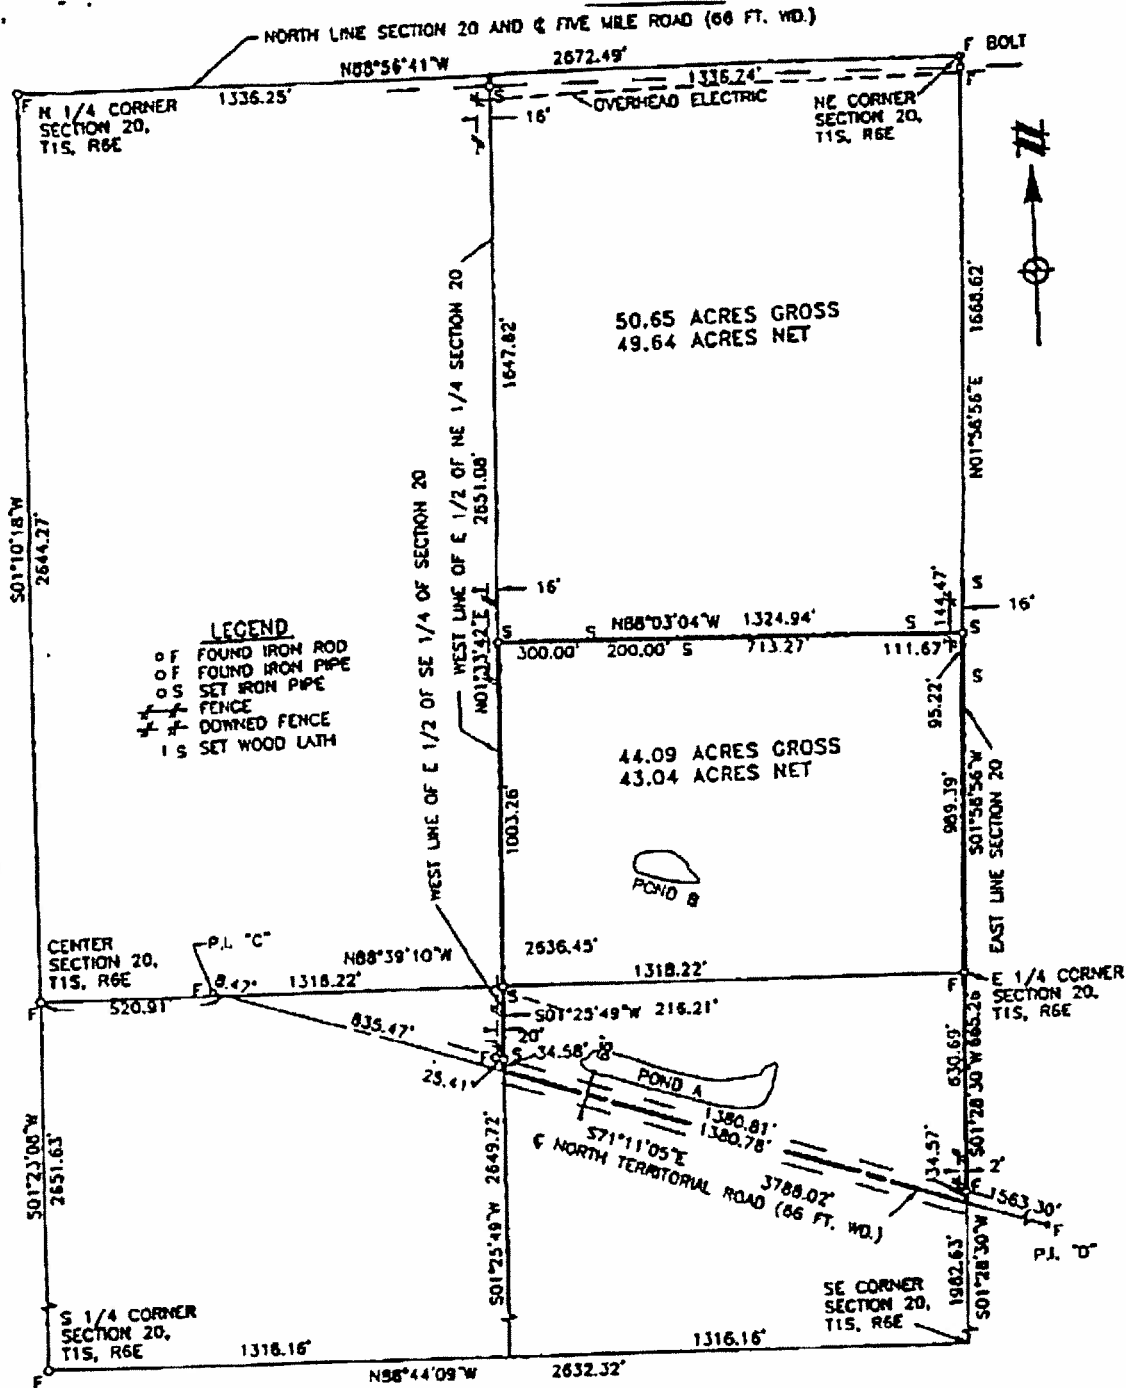 NORTH LINE SECTION 20 AND ℄ FIVE MILE ROAD (66 FT. WD.)
F BOLT
N88°56'41"W
2672.49'
F
1336.25'
1336.24'
OVERHEAD ELECTRIC
S
16'
F
N 1/4 CORNER
SECTION 20,
T1S, R6E
NE CORNER
SECTION 20,
T1S, R6E
N
1668.62'
N01°56'56"E
50.65 ACRES GROSS
49.64 ACRES NET
1647.82'
WEST LINE OF E 1/2 OF NE 1/4 SECTION 20
2651.08'
N01°33'42"E
WEST LINE OF E 1/2 OF SE 1/4 OF SECTION 20
S01°10'18"W
2644.27'
16'
144.47'
S
16'
LEGEND
o F FOUND IRON ROD
o F FOUND IRON PIPE
o S SET IRON PIPE
FENCE
DOWNED FENCE
I S SET WOOD LATH
S
S
N88°03'04"W
1324.94'
S
S
300.00'
200.00'
S
713.27'
111.67'
F
S
95.22'
44.09 ACRES GROSS
43.04 ACRES NET
1003.26'
989.39'
S01°56'56"W
EAST LINE SECTION 20
POND B
CENTER
SECTION 20,
T1S, R6E
P.I. "C"
N88°39'10"W
2636.45'
F
8.47'
1318.22'
1318.22'
F
520.91
S
F
E 1/4 CORNER
SECTION 20,
T1S, R6E
S01°25'49"W 216.21'
835.47'
20'
F
S
34.58'
25.41'
POND A
630.69'
S01°28'30"W 665.26
1380.81'
1380.78'
S71°11'05"E
℄ NORTH TERRITORIAL ROAD (66 FT. WD.)
3788.02'
34.57'
2'
F
1563.30'
F
P.I. "D"
S01°23'08"W
2651.63'
S01°25'49"W 2649.72'
1982.63'
S01°28'30"W
S 1/4 CORNER
SECTION 20,
T1S, R6E
SE CORNER
SECTION 20,
T1S, R6E
1316.16'
1316.16'
F
N88°44'09"W
2632.32'